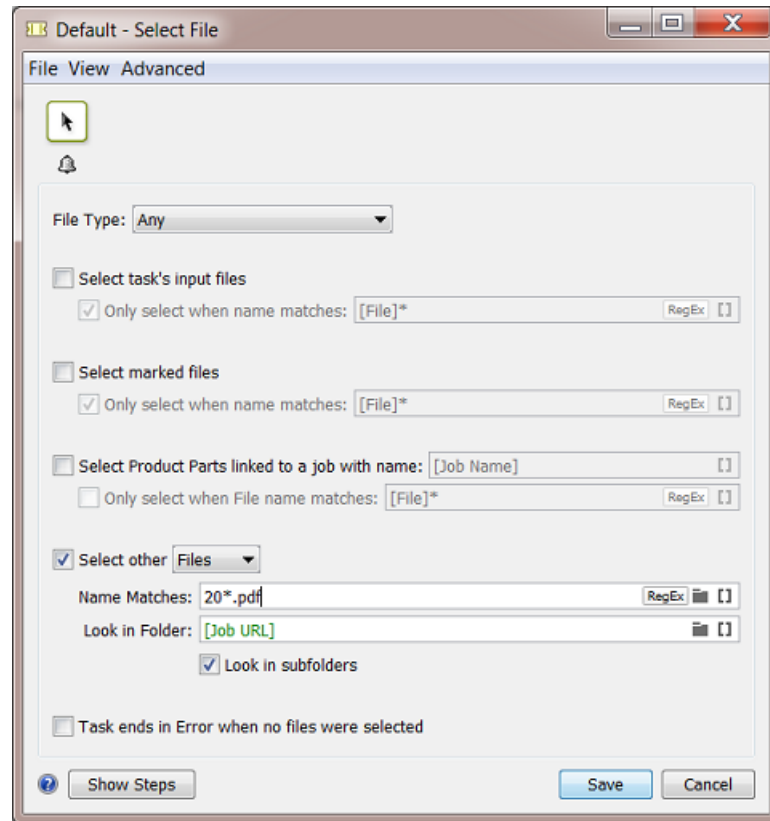 Default - Select File
File View Advanced
File Type: Any
Select task's input files
Only select when name matches: [File]* RegEx []
Select marked files
Only select when name matches: [File]* RegEx []
Select Product Parts linked to a job with name: [Job Name] []
Only select when File name matches: [File]* RegEx []
Select other Files
Name Matches: 20*.pdf RegEx []
Look in Folder: [Job URL] []
Look in subfolders
Task ends in Error when no files were selected
? Show Steps Save Cancel